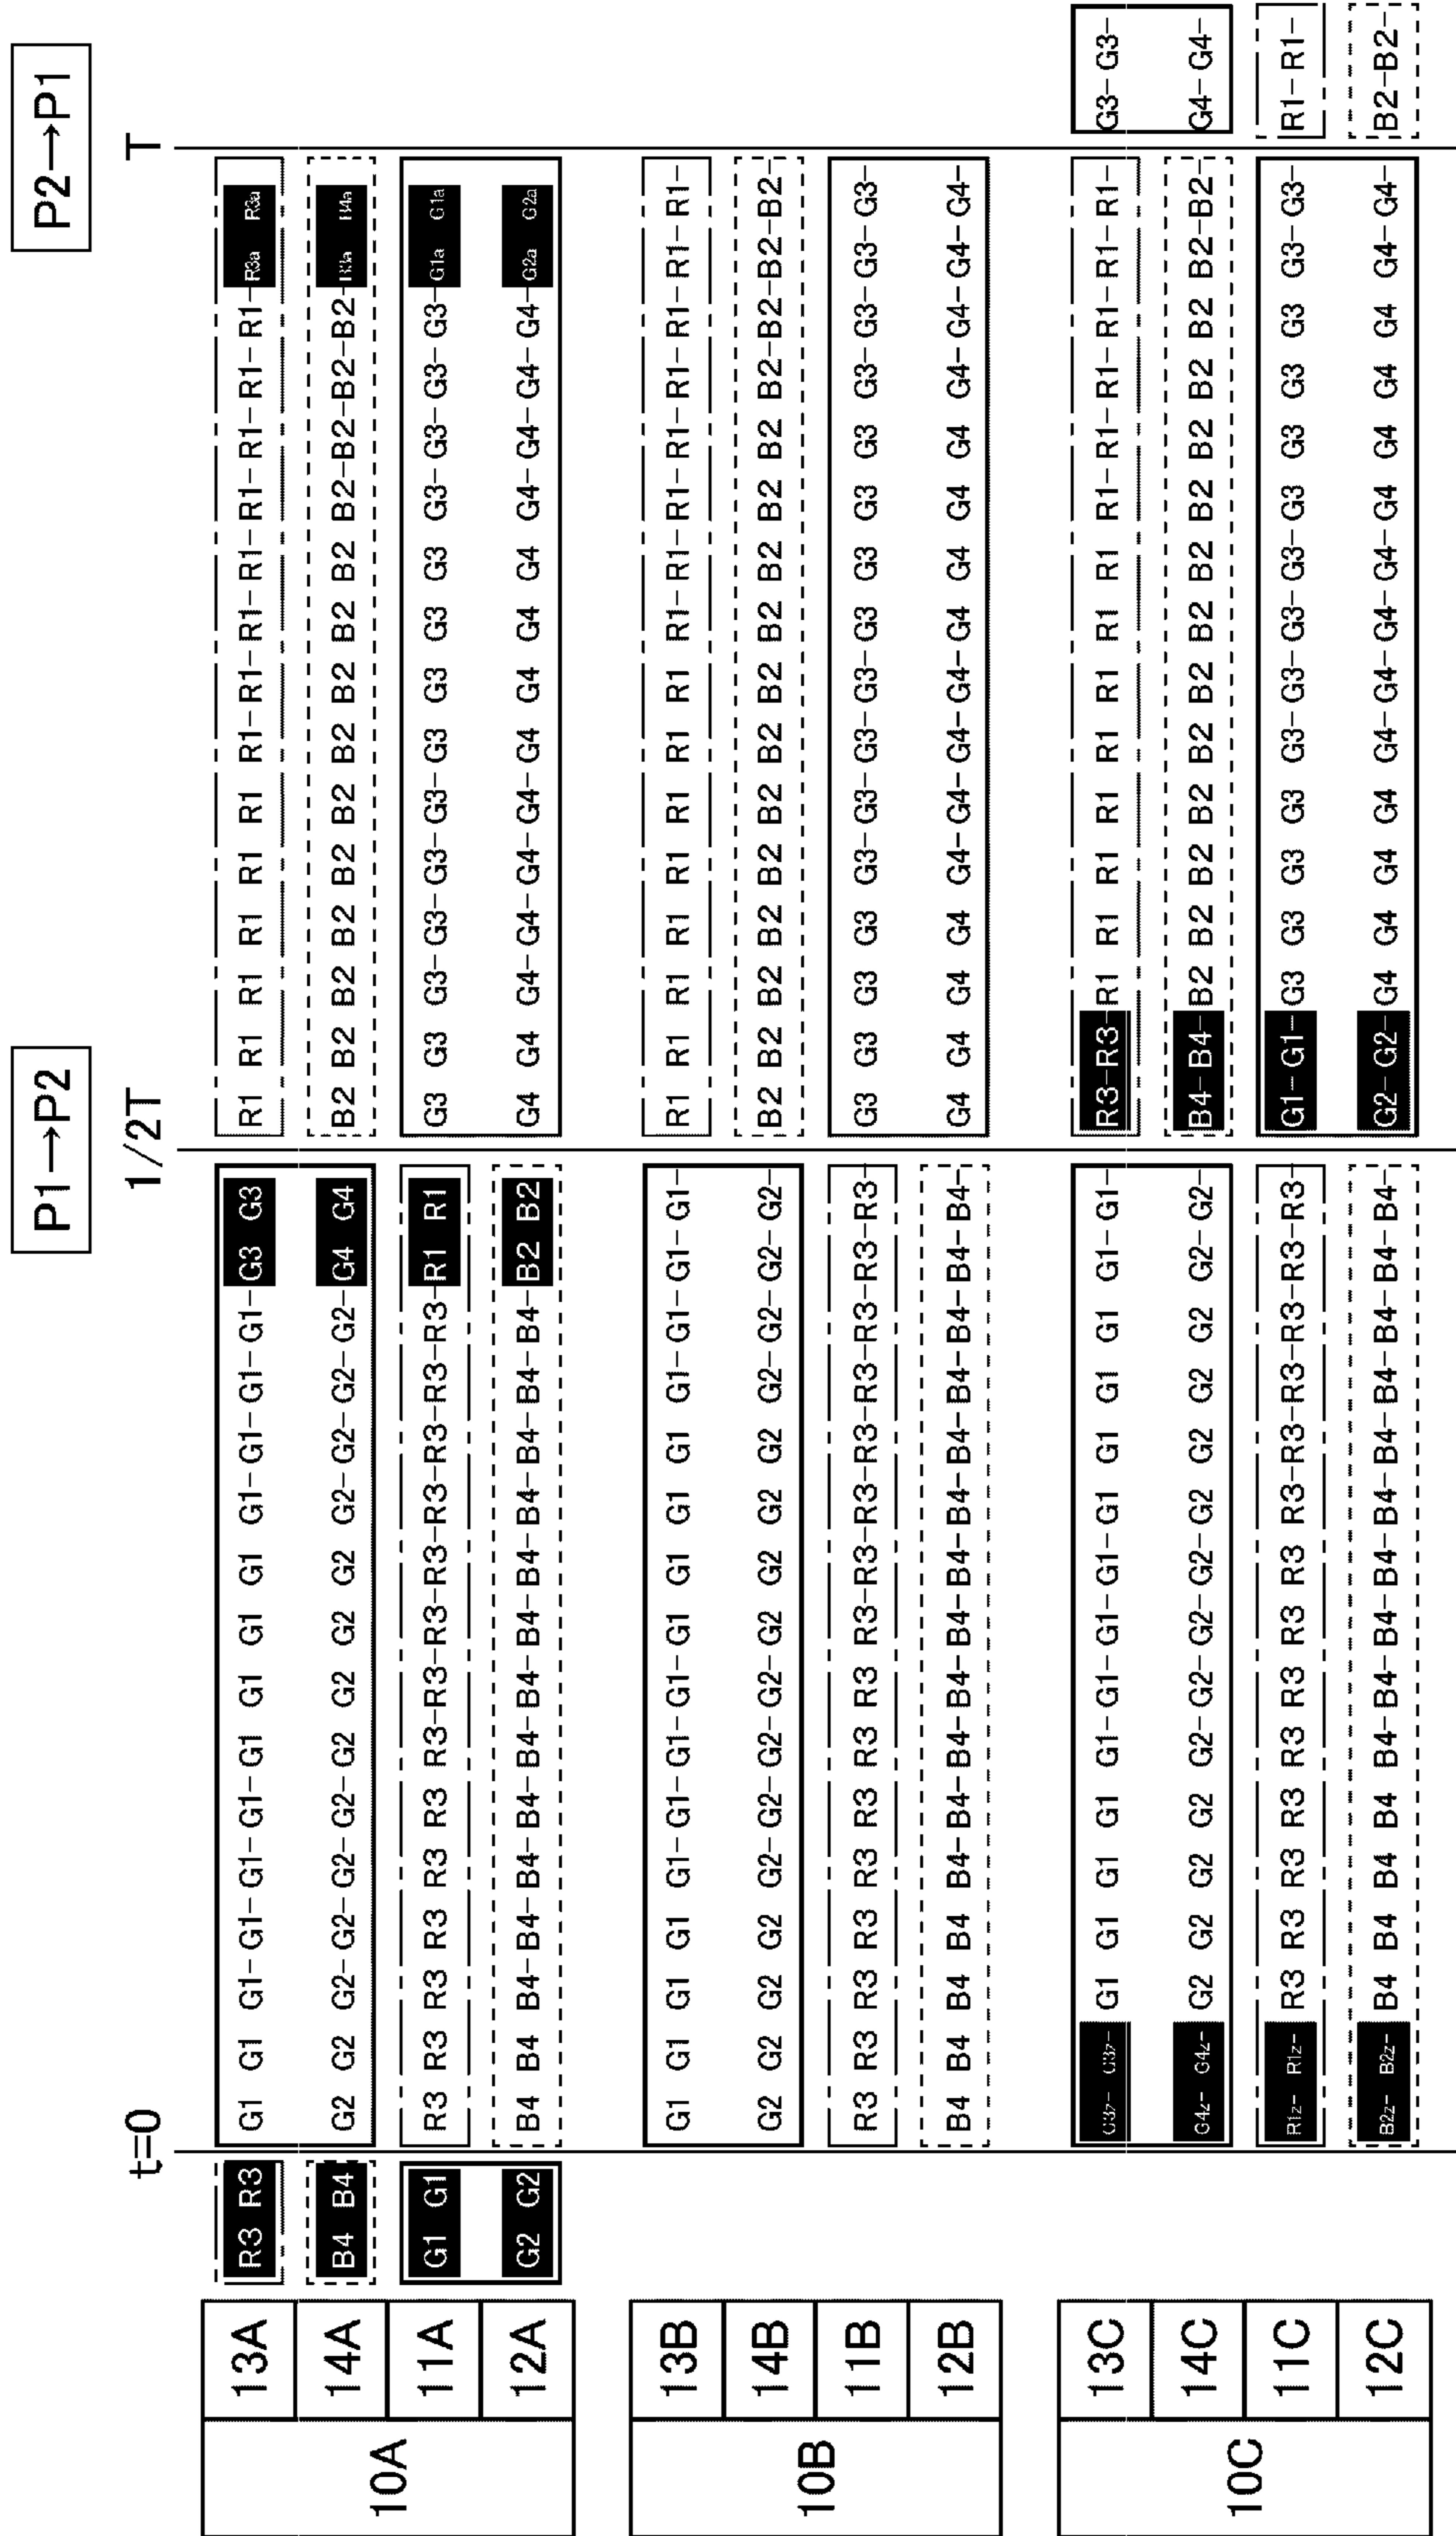 P1→P2 P2→P1
t=0 1/2T T
10A
13A R3 R3 G1 G1 G1- G1- G1- G1- G1 G1 G1 G1 G1- G1- G1- G1- G3 G3 R1 R1 R1 R1 R1 R1 R1- R1- R1- R1- R1- R1- R1- R1- R3a R3a
14A B4 B4 G2 G2 G2- G2- G2- G2- G2 G2 G2 G2 G2- G2- G2- G2- G4 G4 B2 B2 B2 B2 B2 B2 B2 B2 B2 B2 B2- B2- B2- B2- B3a B4a
11A G1 G1 R3 R3 R3 R3 R3 R3 R3- R3- R3- R3- R3- R3- R3- R3- R1 R1 G3 G3 G3- G3- G3- G3- G3 G3 G3 G3 G3- G3- G3- G3- G1a G1a
12A G2 G2 B4 B4 B4- B4- B4- B4- B4- B4- B4- B4- B4- B4- B4- B4- B2 B2 G4 G4 G4- G4- G4- G4- G4 G4 G4 G4 G4- G4- G4- G4- G2a G2a
10B
13B G1 G1 G1 G1 G1- G1- G1- G1- G1 G1 G1 G1 G1- G1- G1- G1- R1 R1 R1 R1 R1 R1 R1 R1 R1- R1- R1- R1- R1- R1- R1- R1-
14B G2 G2 G2 G2 G2- G2- G2- G2- G2 G2 G2 G2 G2- G2- G2- G2- B2 B2 B2 B2 B2 B2 B2 B2 B2 B2 B2 B2 B2- B2- B2- B2-
11B R3 R3 R3 R3 R3 R3 R3 R3 R3- R3- R3- R3- R3- R3- R3- R3- G3 G3 G3 G3 G3- G3- G3- G3- G3 G3 G3 G3 G3- G3- G3- G3-
12B B4 B4 B4 B4 B4- B4- B4- B4- B4- B4- B4- B4- B4- B4- B4- B4- G4 G4 G4 G4 G4- G4- G4- G4- G4 G4 G4 G4 G4- G4- G4- G4-
10C
13C G3z- G3z- G1 G1 G1 G1 G1- G1- G1- G1- G1 G1 G1 G1 G1- G1- R3- R3- R1 R1 R1 R1 R1 R1 R1 R1 R1- R1- R1- R1- R1- R1- G3- G3-
14C G4z- G4z- G2 G2 G2 G2 G2- G2- G2- G2- G2 G2 G2 G2 G2- G2- B4- B4- B2 B2 B2 B2 B2 B2 B2 B2 B2 B2 B2 B2 B2- B2- G4- G4-
11C R1z- R1z- R3 R3 R3 R3 R3 R3 R3 R3 R3- R3- R3- R3- R3- R3- G1- G1- G3 G3 G3 G3 G3- G3- G3- G3- G3 G3 G3 G3 G3- G3- R1- R1-
12C B2z- B2z- B4 B4 B4 B4 B4- B4- B4- B4- B4- B4- B4- B4- B4- B4- G2- G2- G4 G4 G4 G4 G4- G4- G4- G4- G4 G4 G4 G4 G4- G4- B2- B2-